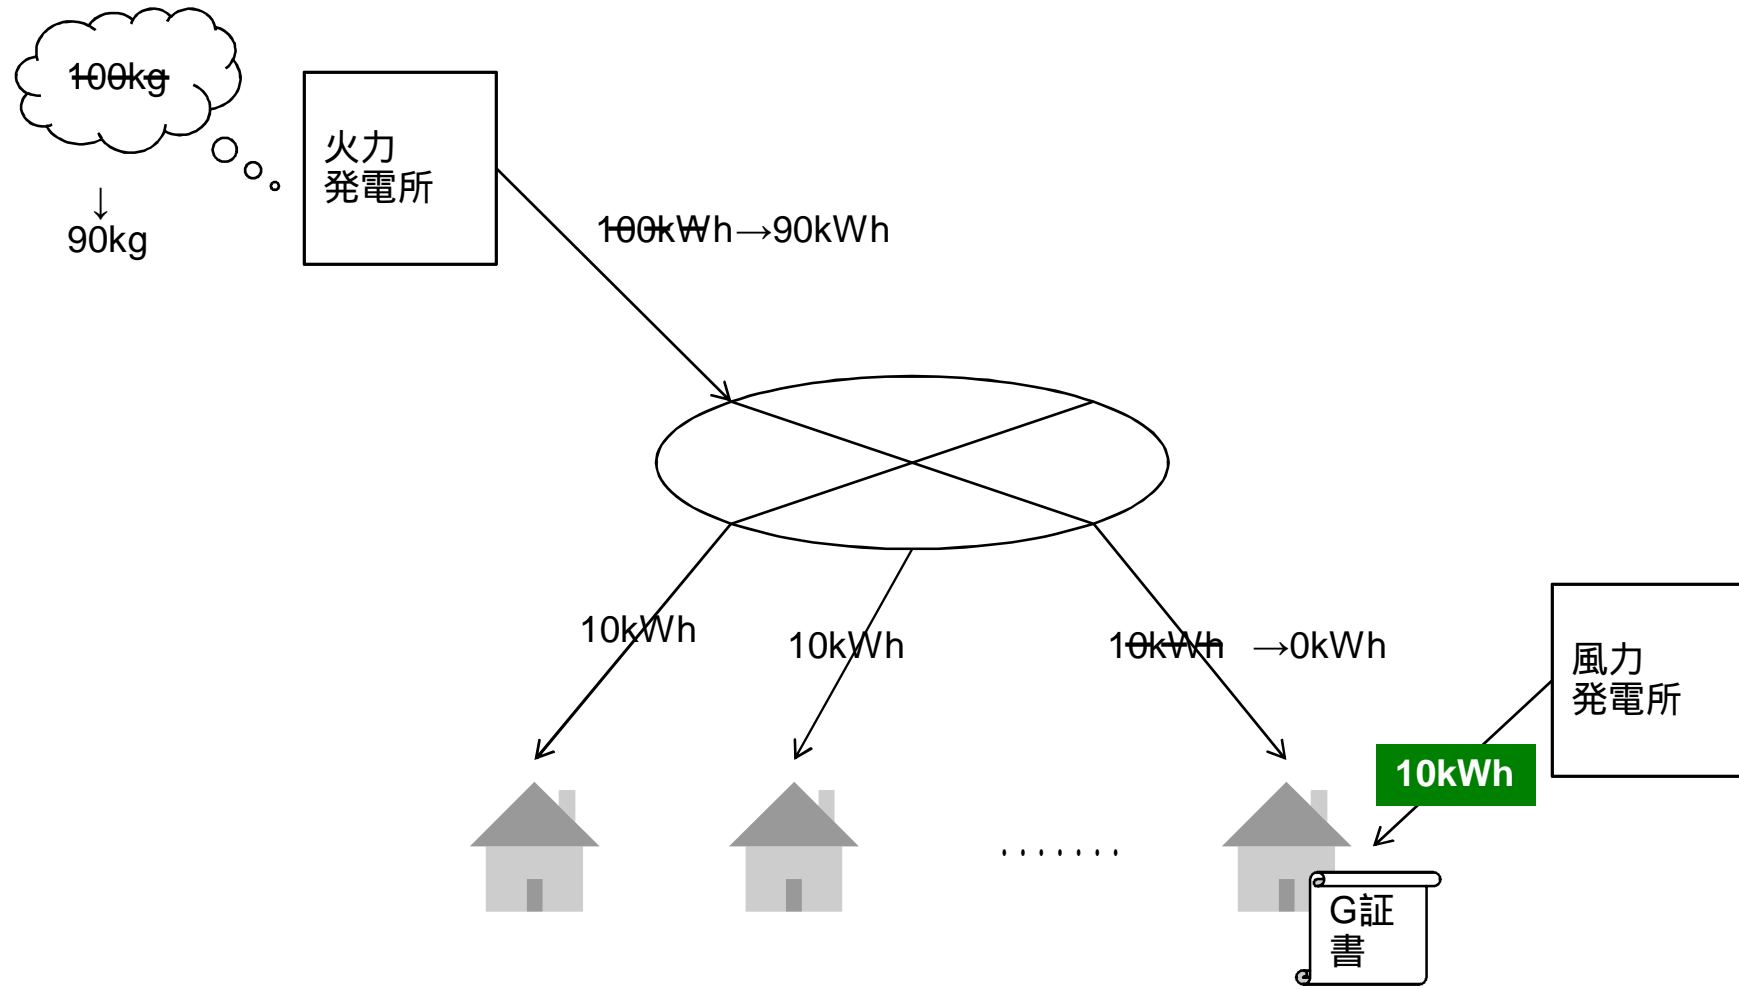 100kg
↓
90kg
火力
発電所
100kWh→90kWh
10kWh
10kWh
10kWh →0kWh
風力
発電所
10kWh
.......
G証
書